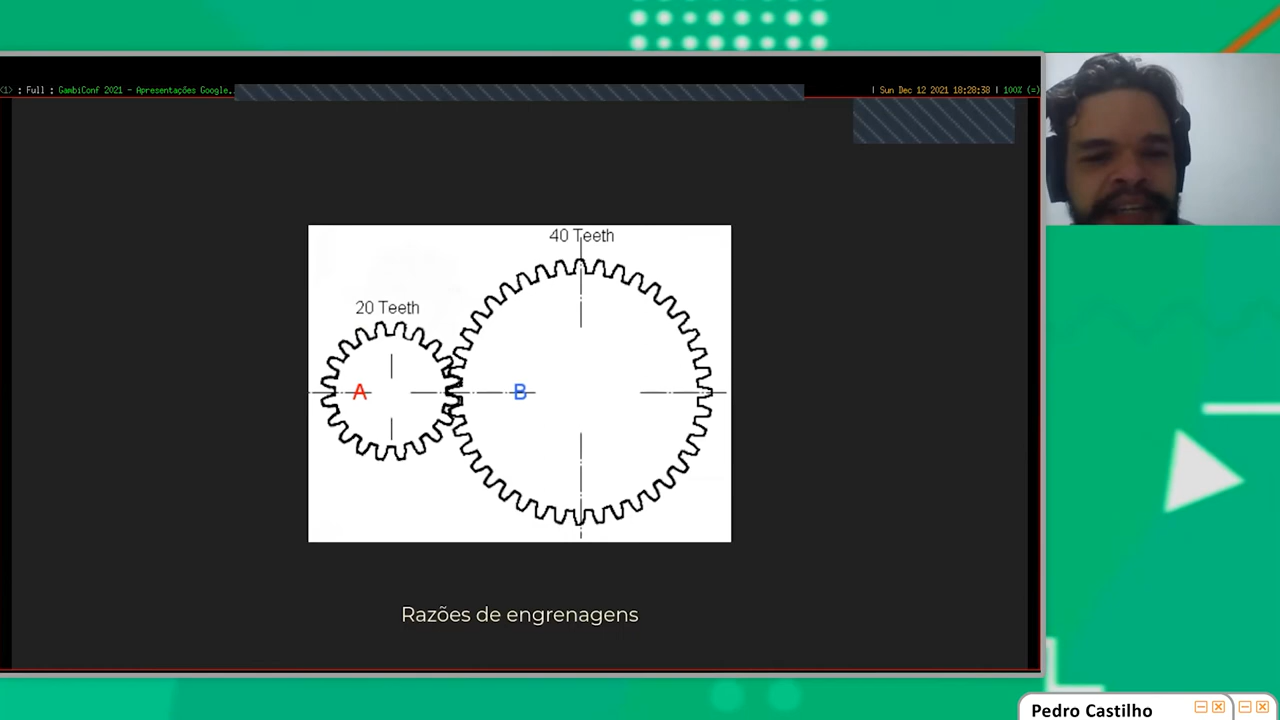 <1> : Full : GambiConf 2021 - Apresentações Google.
| Sun Dec 12 2021 18:28:38 | 100% (=)
40 Teeth
20 Teeth
A
B
Razões de engrenagens
Pedro Castilho